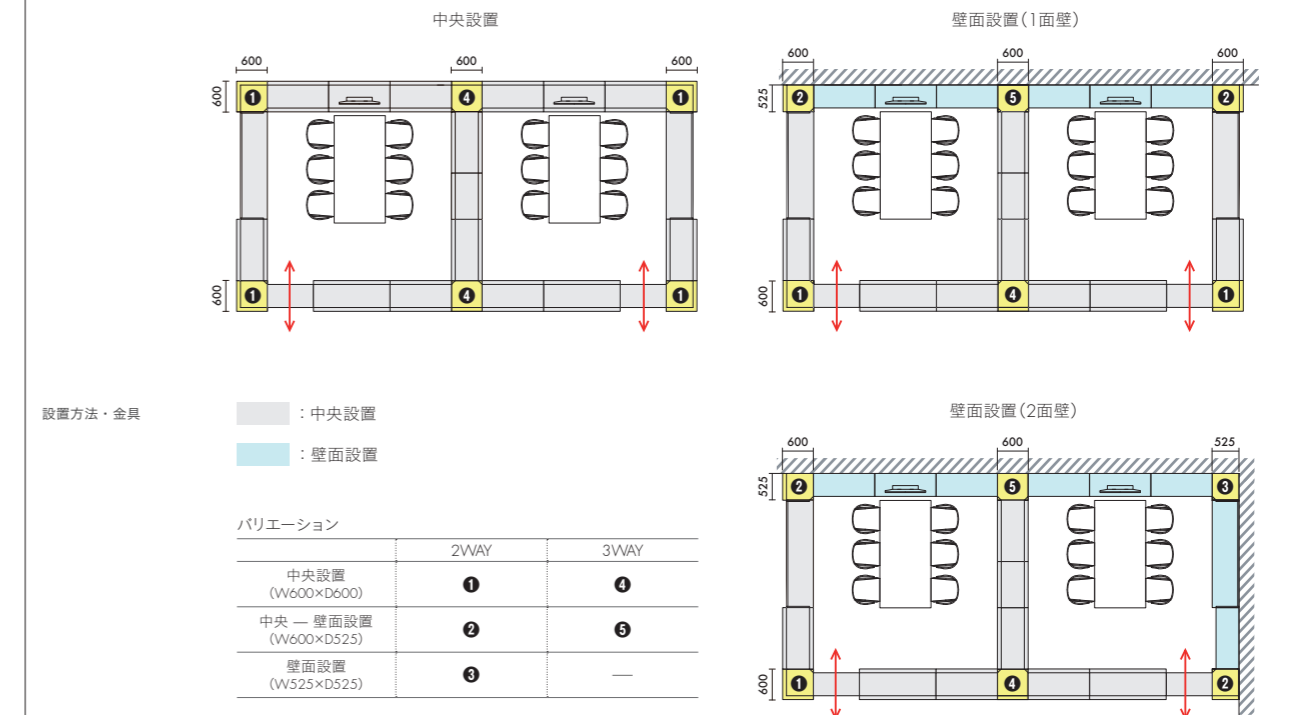 中央設置
600 600 600
600
❶ ❹ ❶
600
❶ ❹ ❶
壁面設置(1面壁)
600 600 600
525
❷ ❺ ❷
600
❶ ❹ ❶
設置方法・金具
:中央設置
:壁面設置
バリエーション
2WAY 3WAY
中央設置
(W600×D600)
❶ ❹
中央 — 壁面設置
(W600×D525)
❷ ❺
壁面設置
(W525×D525)
❸ —
壁面設置(2面壁)
600 600 525
525
❷ ❺ ❸
600
❶ ❹ ❷